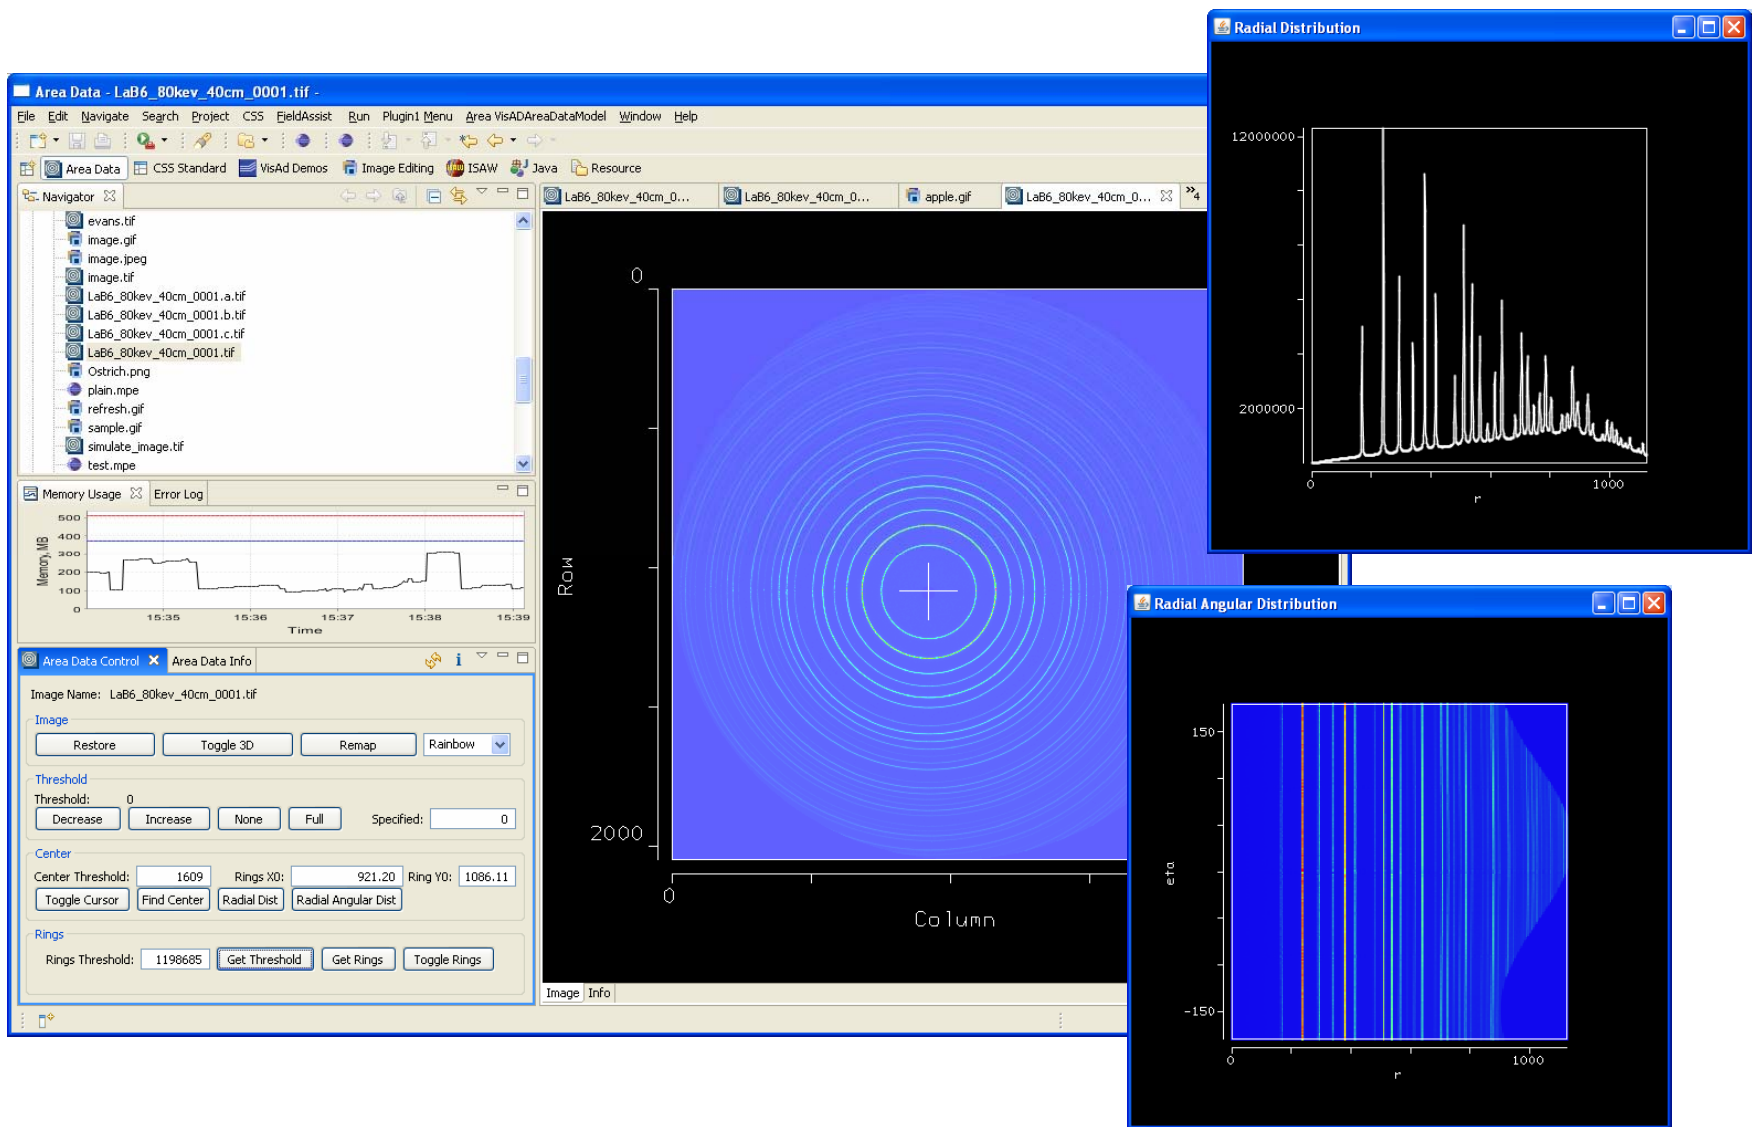 Radial Distribution
12000000
2000000
0
1000
r
Area Data - LaB6_80kev_40cm_0001.tif -
File Edit Navigate Search Project CSS FieldAssist Run Plugin1 Menu Area VisADAreaDataModel Window Help
Area Data CSS Standard VisAd Demos Image Editing ISAW Java Resource
Navigator
evans.tif
image.gif
image.jpeg
image.tif
LaB6_80kev_40cm_0001.a.tif
LaB6_80kev_40cm_0001.b.tif
LaB6_80kev_40cm_0001.c.tif
LaB6_80kev_40cm_0001.tif
Ostrich.png
plain.mpe
refresh.gif
sample.gif
simulate_image.tif
test.mpe
Memory Usage Error Log
Memory, MB
500
400
300
200
100
0
15:35 15:36 15:37 15:38 15:39
Time
Area Data Control Area Data Info
Image Name: LaB6_80kev_40cm_0001.tif
Image
Restore Toggle 3D Remap Rainbow
Threshold
Threshold: 0
Decrease Increase None Full Specified: 0
Center
Center Threshold: 1609 Rings X0: 921.20 Ring Y0: 1086.11
Toggle Cursor Find Center Radial Dist Radial Angular Dist
Rings
Rings Threshold: 1198685 Get Threshold Get Rings Toggle Rings
LaB6_80kev_40cm_0... LaB6_80kev_40cm_0... apple.gif LaB6_80kev_40cm_0... »4
0
Row
2000
0
Column
Image Info
Radial Angular Distribution
150
eta
-150
0
1000
r